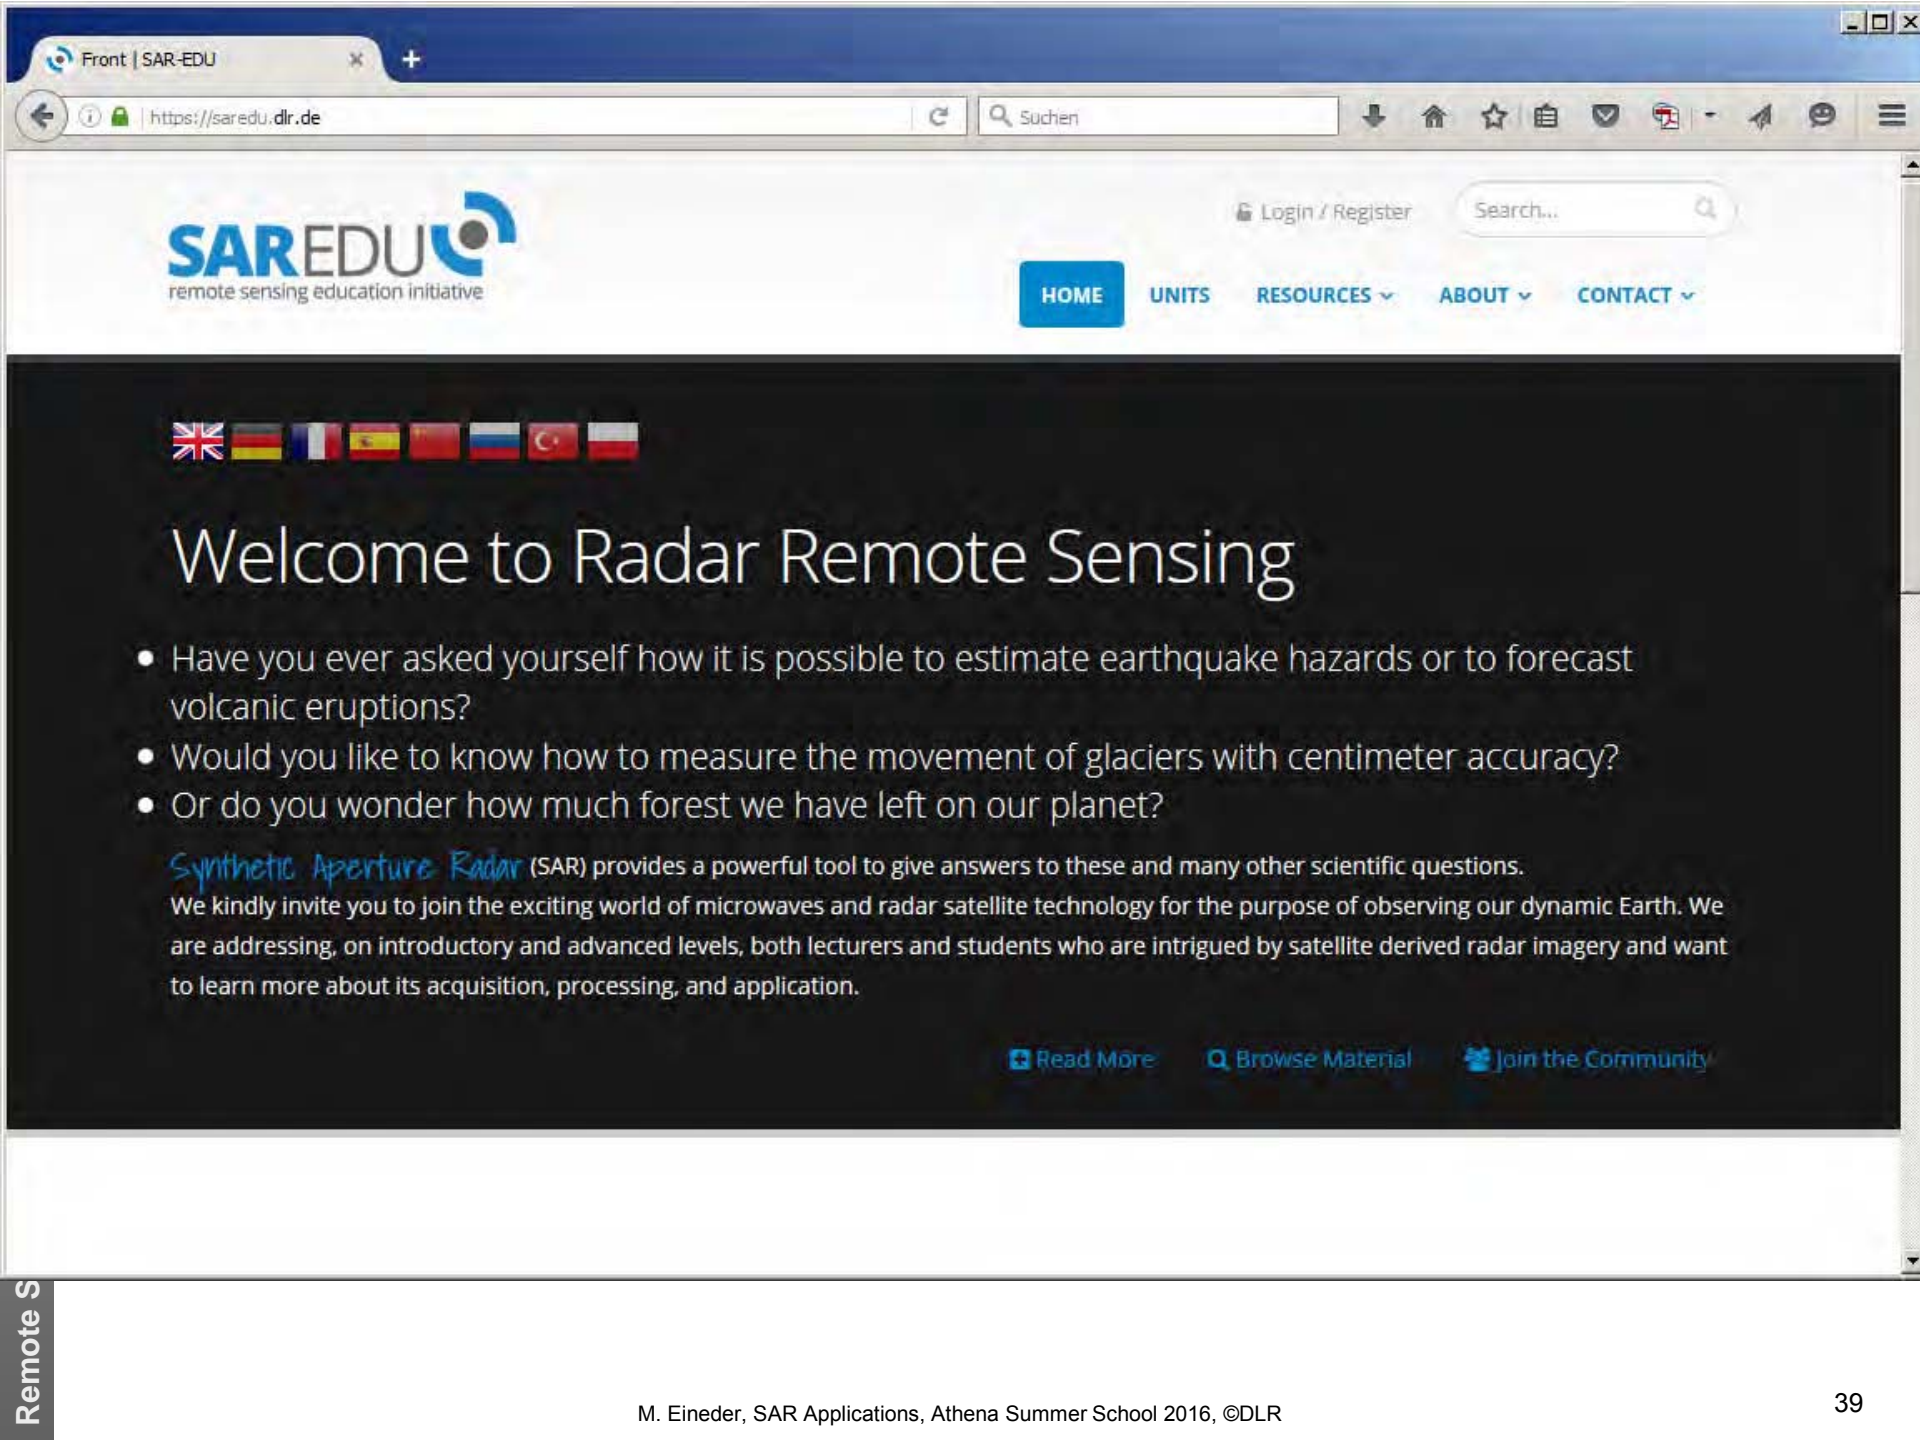 Front | SAR-EDU
https://saredu.dlr.de
Suchen
Login / Register
Search...
SAREDU
remote sensing education initiative
HOME UNITS RESOURCES ABOUT CONTACT
Welcome to Radar Remote Sensing
Have you ever asked yourself how it is possible to estimate earthquake hazards or to forecast
volcanic eruptions?
Would you like to know how to measure the movement of glaciers with centimeter accuracy?
Or do you wonder how much forest we have left on our planet?
Synthetic Aperture Radar (SAR) provides a powerful tool to give answers to these and many other scientific questions.
We kindly invite you to join the exciting world of microwaves and radar satellite technology for the purpose of observing our dynamic Earth. We
are addressing, on introductory and advanced levels, both lecturers and students who are intrigued by satellite derived radar imagery and want
to learn more about its acquisition, processing, and application.
Read More Browse Material Join the Community
Remote S
M. Eineder, SAR Applications, Athena Summer School 2016, ©DLR
39